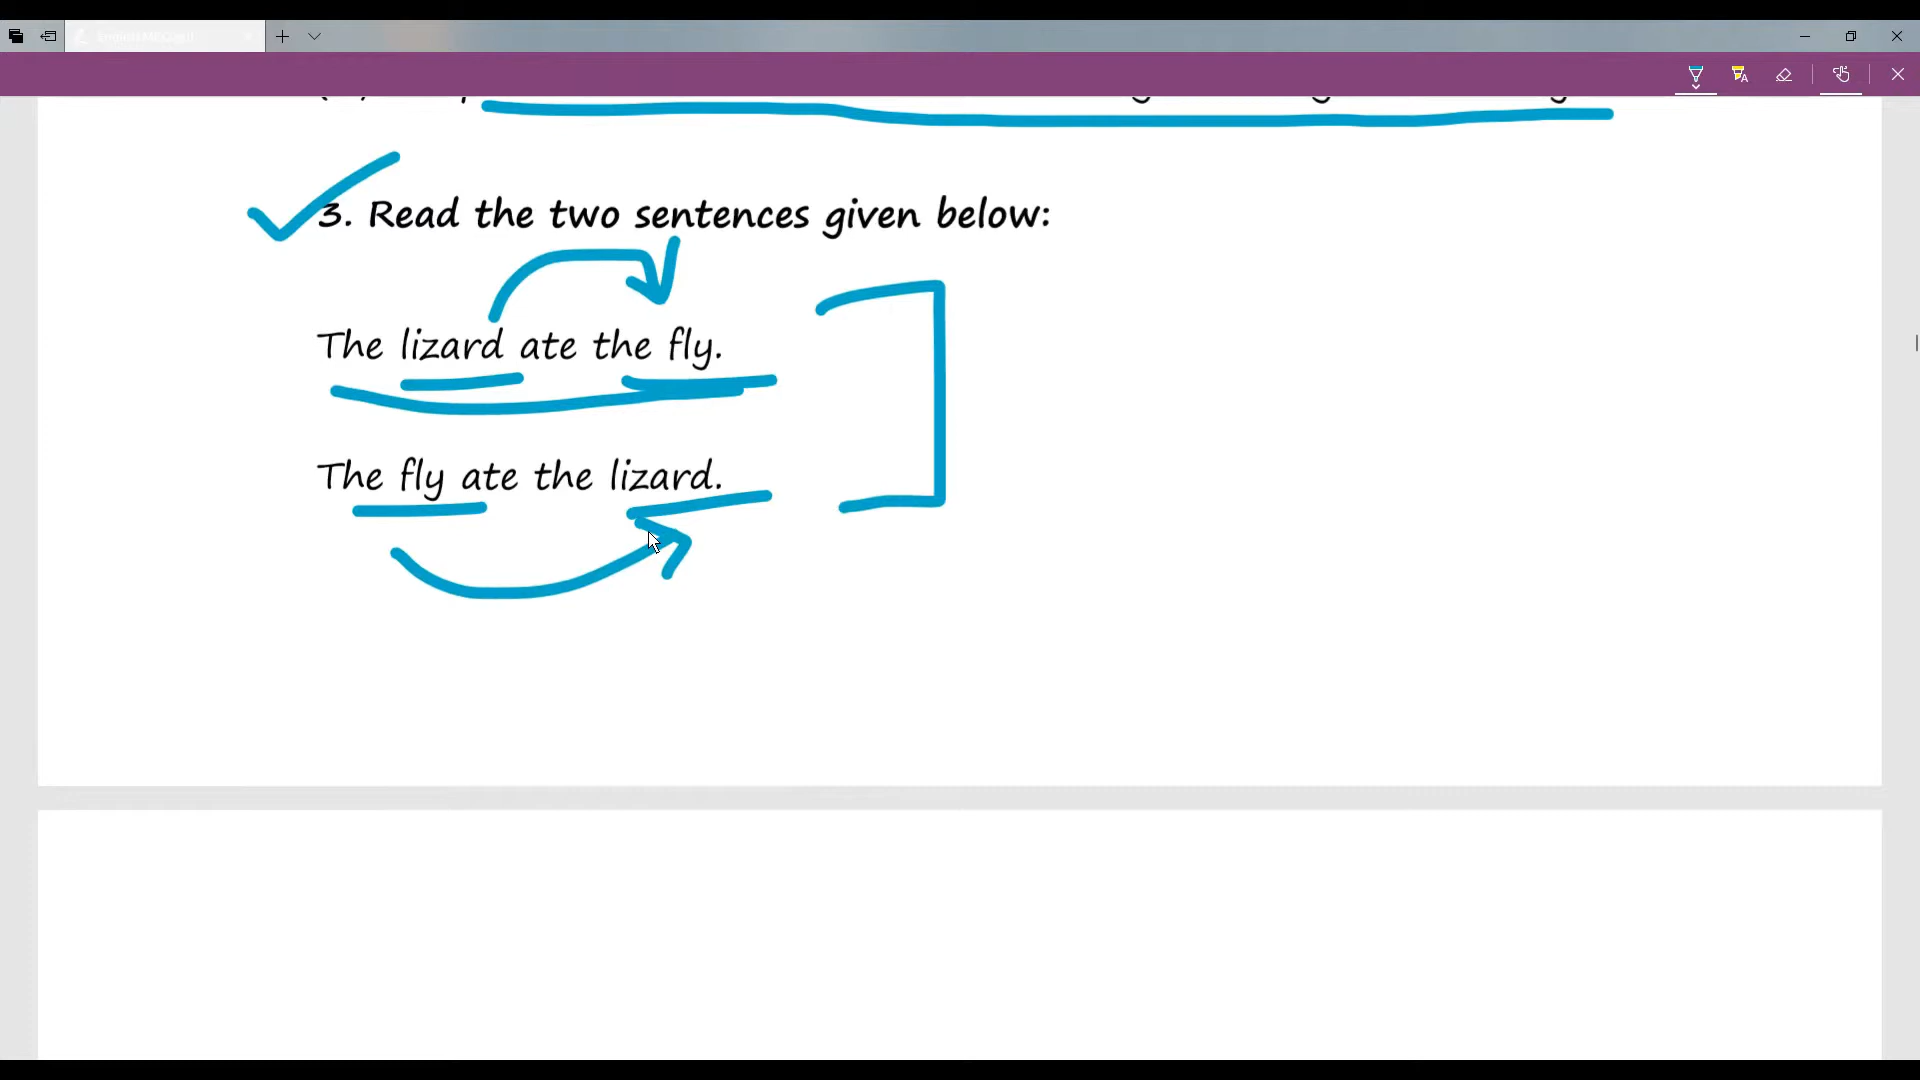 3. Read the two sentences given below:
The lizard ate the fly.
The fly ate the lizard.